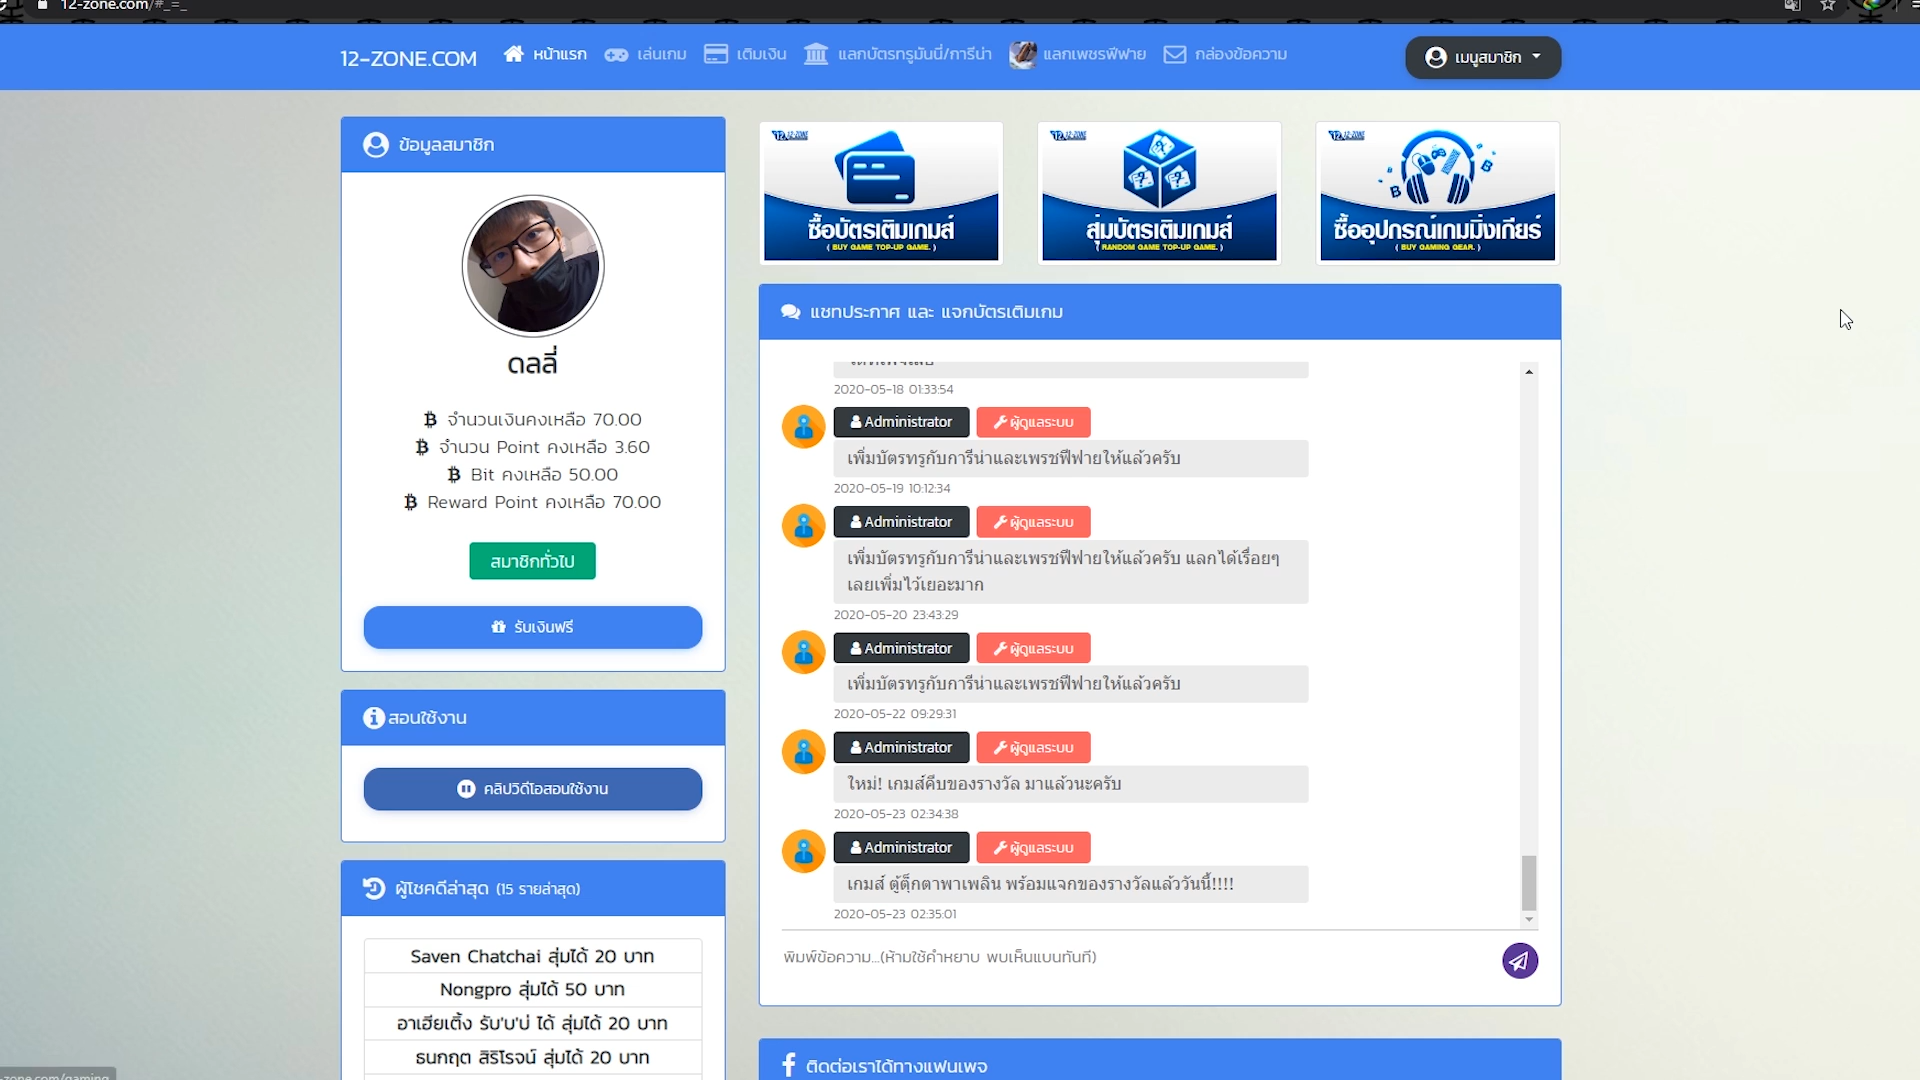 12-zone.com/#_=_
12-ZONE.COM
หน้าแรก
เล่นเกม
เติมเงิน
แลกบัตรทรูมันนี่/การีน่า
แลกเพชรฟีฟาย
กล่องข้อความ
เมนูสมาชิก
ข้อมูลสมาชิก
ดลลี่
จำนวนเงินคงเหลือ 70.00
จำนวน Point คงเหลือ 3.60
Bit คงเหลือ 50.00
Reward Point คงเหลือ 70.00
สมาชิกทั่วไป
รับเงินฟรี
สอนใช้งาน
คลิปวิดีโอสอนใช้งาน
ผู้โชคดีล่าสุด (15 รายล่าสุด)
Saven Chatchai สุ่มได้ 20 บาท
Nongpro สุ่มได้ 50 บาท
อาเฮียเติ้ง รับ'บ'บ่ ได้ สุ่มได้ 20 บาท
ธนกฤต สิริโรจน์ สุ่มได้ 20 บาท
12-ZONE
ซื้อบัตรเติมเกมส์
( BUY GAME TOP-UP GAME. )
12-ZONE
สุ่มบัตรเติมเกมส์
( RANDOM GAME TOP-UP GAME. )
12-ZONE
ซื้ออุปกรณ์เกมมิ่งเกียร์
( BUY GAMING GEAR. )
แชทประกาศ และ แจกบัตรเติมเกม
2020-05-18 01:33:54
Administrator ผู้ดูแลระบบ
เพิ่มบัตรทรูกับการีน่าและเพรชฟีฟายให้แล้วครับ
2020-05-19 10:12:34
Administrator ผู้ดูแลระบบ
เพิ่มบัตรทรูกับการีน่าและเพรชฟีฟายให้แล้วครับ แลกได้เรื่อยๆ
เลยเพิ่มไว้เยอะมาก
2020-05-20 23:43:29
Administrator ผู้ดูแลระบบ
เพิ่มบัตรทรูกับการีน่าและเพรชฟีฟายให้แล้วครับ
2020-05-22 09:29:31
Administrator ผู้ดูแลระบบ
ใหม่! เกมส์คีบของรางวัล มาแล้วนะครับ
2020-05-23 02:34:38
Administrator ผู้ดูแลระบบ
เกมส์ ตู้ตุ๊กตาพาเพลิน พร้อมแจกของรางวัลแล้ววันนี้!!!!
2020-05-23 02:35:01
พิมพ์ข้อความ...(ห้ามใช้คำหยาบ พบเห็นแบนทันที)
ติดต่อเราได้ทางแฟนเพจ